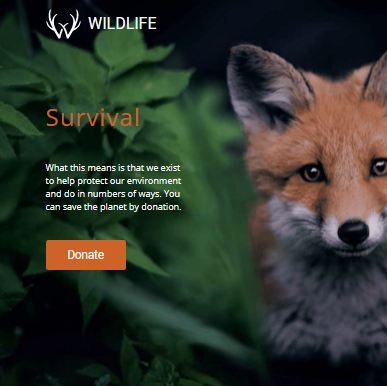 WILDLIFE
Survival
What this means is that we exist
to help protect our environment
and do in numbers of ways. You
can save the planet by donation.
Donate